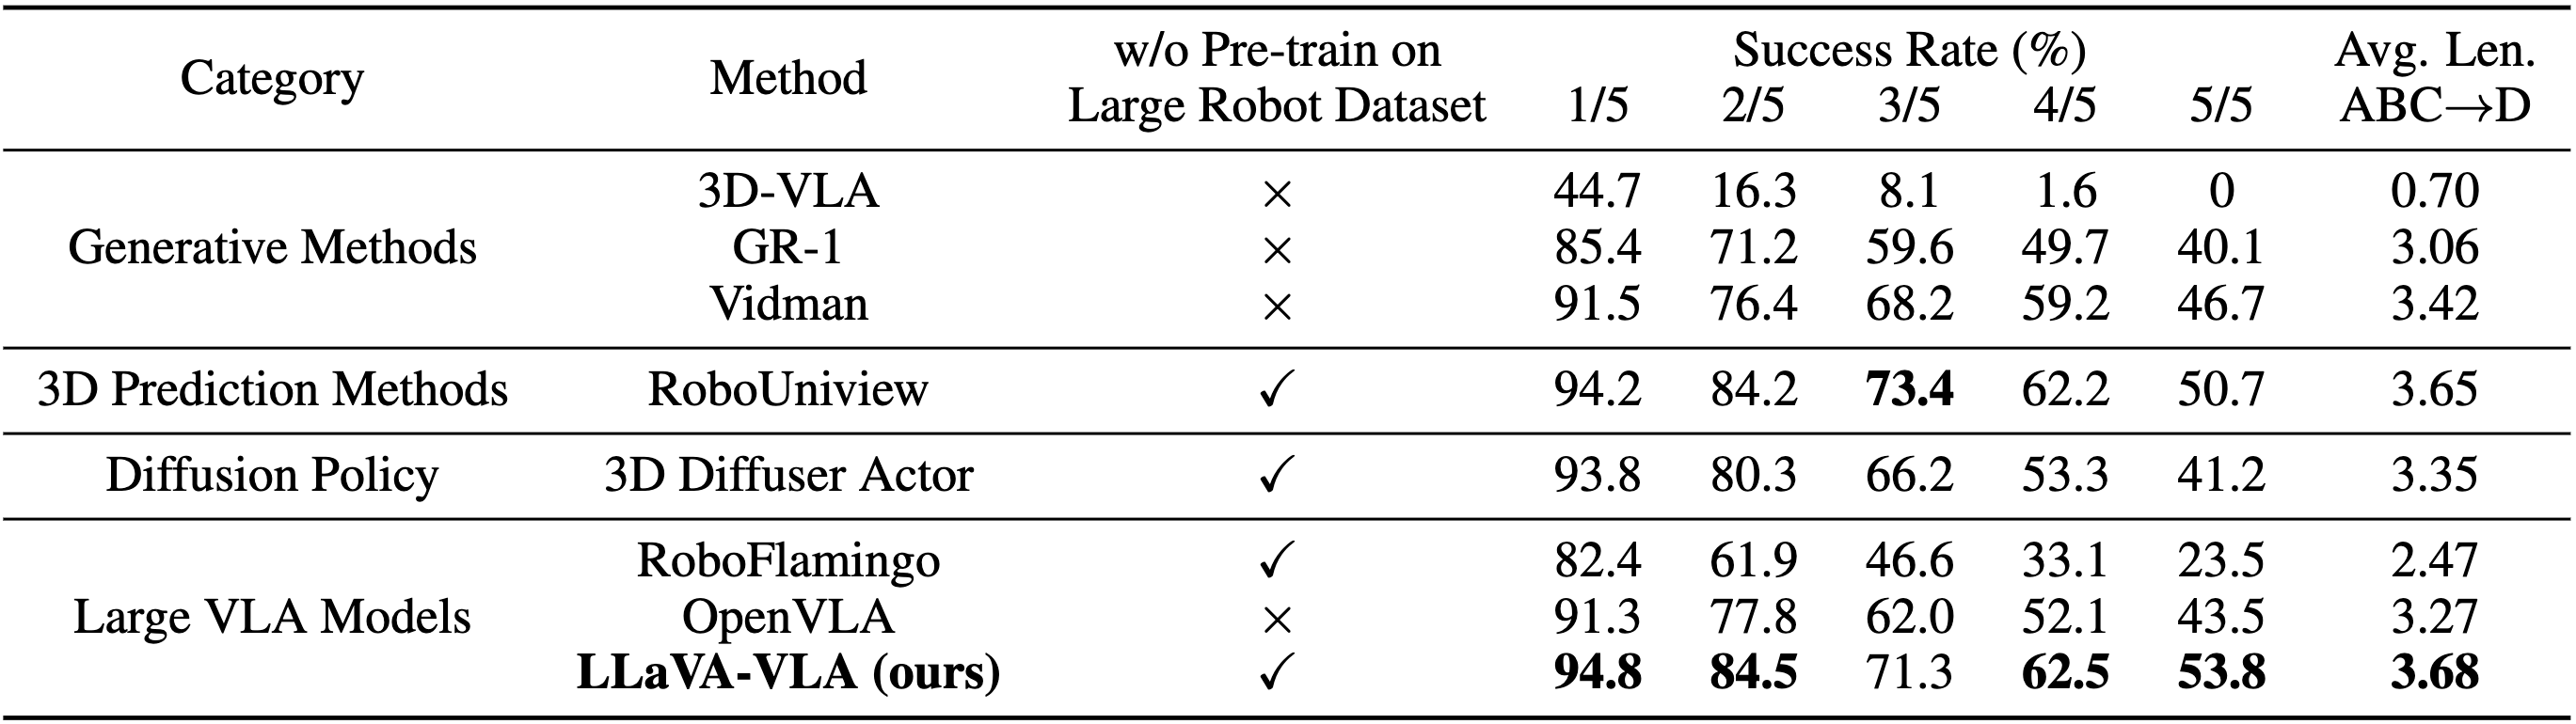 Category Method w/o Pre-train on Large Robot Dataset Success Rate (%) Avg. Len. ABC→D
1/5 2/5 3/5 4/5 5/5
3D-VLA × 44.7 16.3 8.1 1.6 0 0.70
Generative Methods GR-1 × 85.4 71.2 59.6 49.7 40.1 3.06
Vidman × 91.5 76.4 68.2 59.2 46.7 3.42
3D Prediction Methods RoboUniview ✓ 94.2 84.2 73.4 62.2 50.7 3.65
Diffusion Policy 3D Diffuser Actor ✓ 93.8 80.3 66.2 53.3 41.2 3.35
RoboFlamingo ✓ 82.4 61.9 46.6 33.1 23.5 2.47
Large VLA Models OpenVLA × 91.3 77.8 62.0 52.1 43.5 3.27
LLaVA-VLA (ours) ✓ 94.8 84.5 71.3 62.5 53.8 3.68